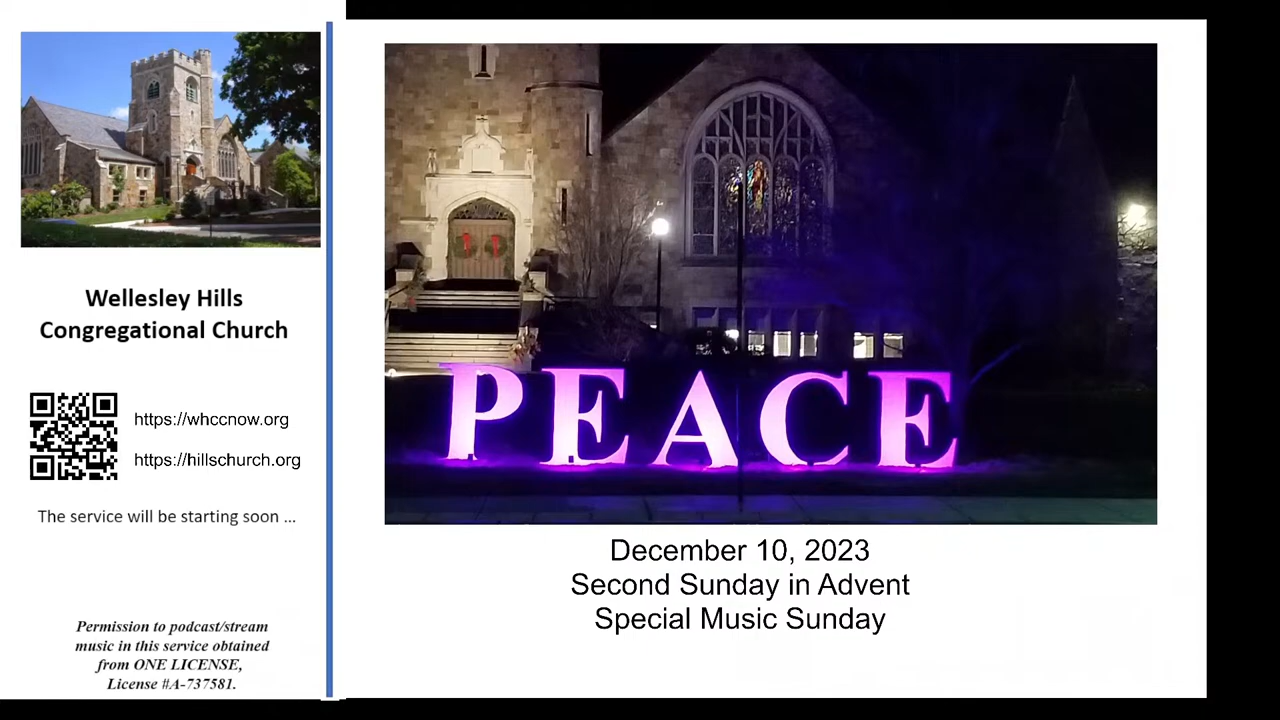 Wellesley Hills
Congregational Church
https://whccnow.org
https://hillschurch.org
The service will be starting soon ...
Permission to podcast/stream
music in this service obtained
from ONE LICENSE,
License #A-737581.
PEACE
December 10, 2023
Second Sunday in Advent
Special Music Sunday